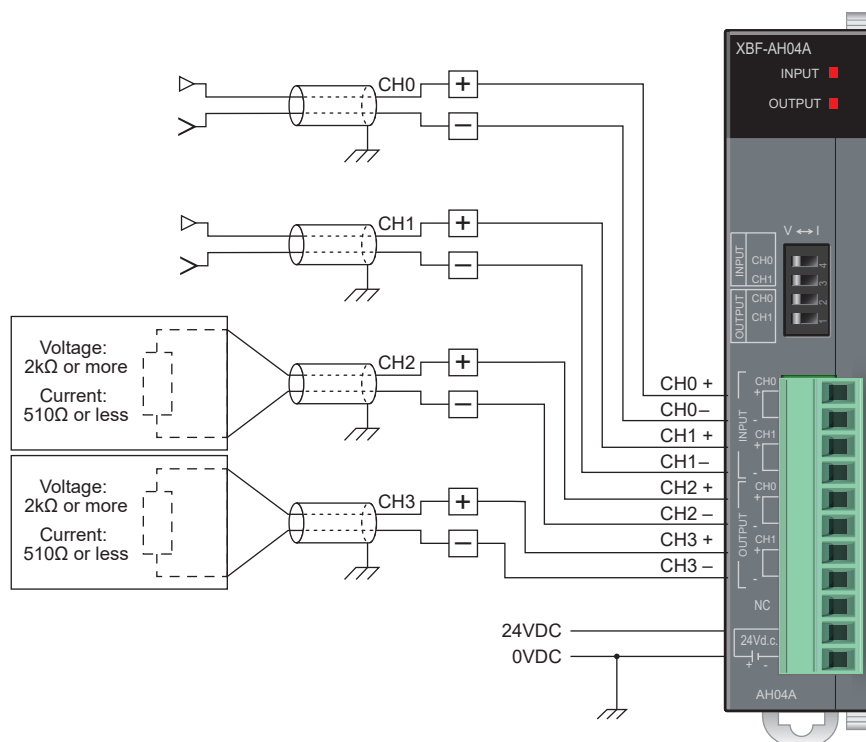 XBF-AH04A
INPUT
OUTPUT
CH0 +
−
CH1 +
−
Voltage:
2kΩ or more
Current:
510Ω or less
CH2 +
−
Voltage:
2kΩ or more
Current:
510Ω or less
CH3 +
−
V ↔ I
INPUT
CH0
CH1
OUTPUT
CH0
CH1
4
3
2
1
CH0 +
CH0–
CH1 +
CH1–
CH2 +
CH2 –
CH3 +
CH3 –
INPUT
CH0
+
-
CH1
+
-
OUTPUT
CH0
+
-
CH1
+
-
NC
24VDC
0VDC
24Vd.c.
+ -
AH04A